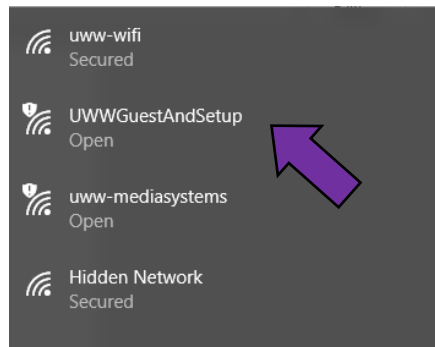 uww-wifi
Secured
UWWGuestAndSetup
Open
uww-mediasystems
Open
Hidden Network
Secured